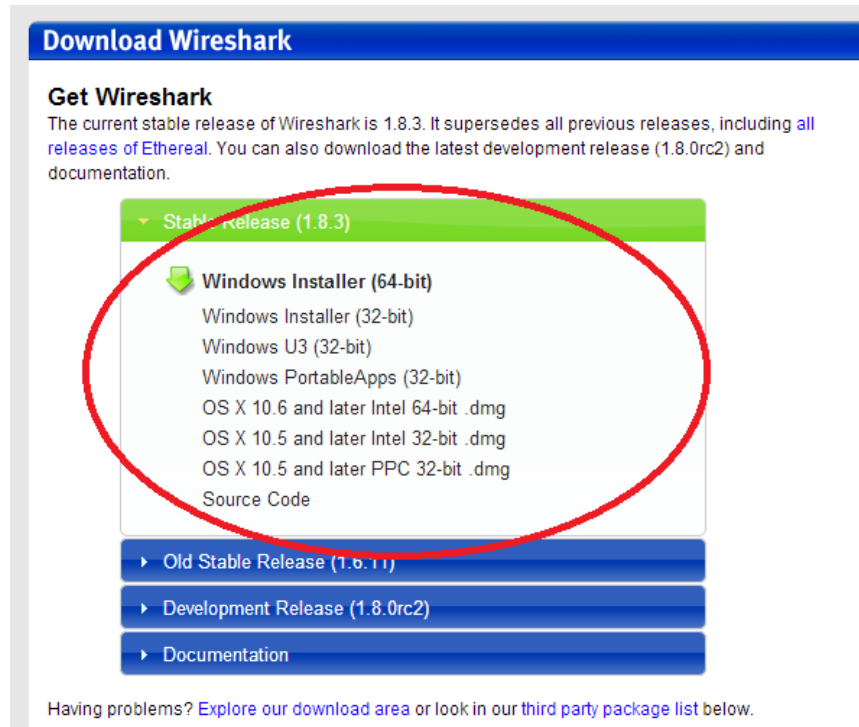 Download Wireshark
Get Wireshark
The current stable release of Wireshark is 1.8.3. It supersedes all previous releases, including all
releases of Ethereal. You can also download the latest development release (1.8.0rc2) and
documentation.
Stable Release (1.8.3)
Windows Installer (64-bit)
Windows Installer (32-bit)
Windows U3 (32-bit)
Windows PortableApps (32-bit)
OS X 10.6 and later Intel 64-bit .dmg
OS X 10.5 and later Intel 32-bit .dmg
OS X 10.5 and later PPC 32-bit .dmg
Source Code
Old Stable Release (1.6.11)
Development Release (1.8.0rc2)
Documentation
Having problems? Explore our download area or look in our third party package list below.